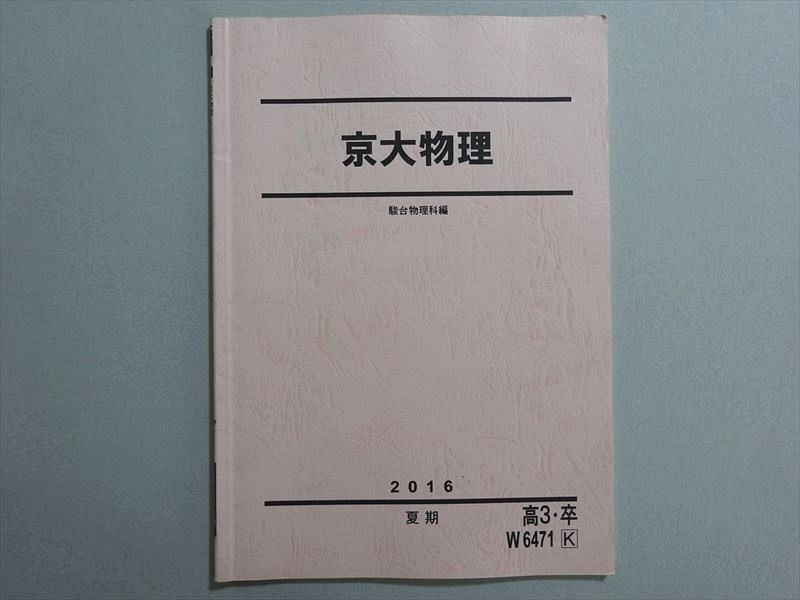 京大物理
駿台物理科編
2016
夏期
高3・卒
W6471 K